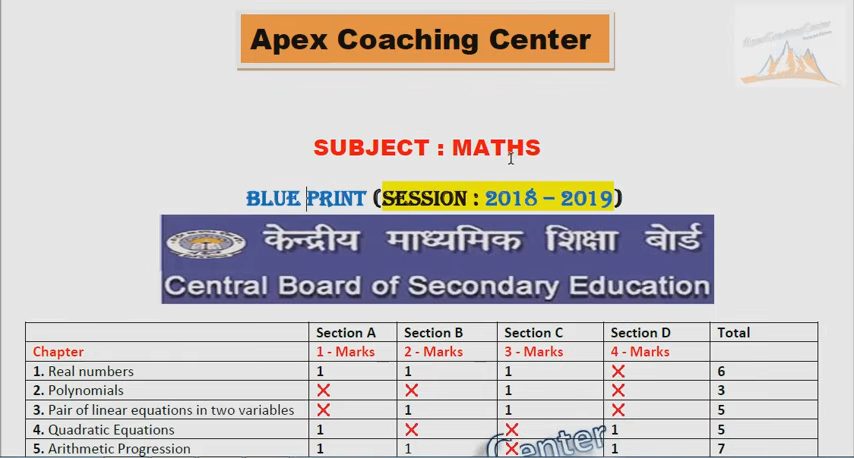 Apex Coaching Center
SUBJECT : MATHS
BLUE PRINT (SESSION : 2018 – 2019)
केन्द्रीय माध्यमिक शिक्षा बोर्ड
Central Board of Secondary Education
Section A Section B Section C Section D Total
Chapter 1 - Marks 2 - Marks 3 - Marks 4 - Marks
1. Real numbers 1 1 1 ✗ 6
2. Polynomials ✗ ✗ 1 ✗ 3
3. Pair of linear equations in two variables ✗ 1 1 ✗ 5
4. Quadratic Equations 1 ✗ ✗ 1 5
5. Arithmetic Progression 1 1 ✗ 1 7
Center